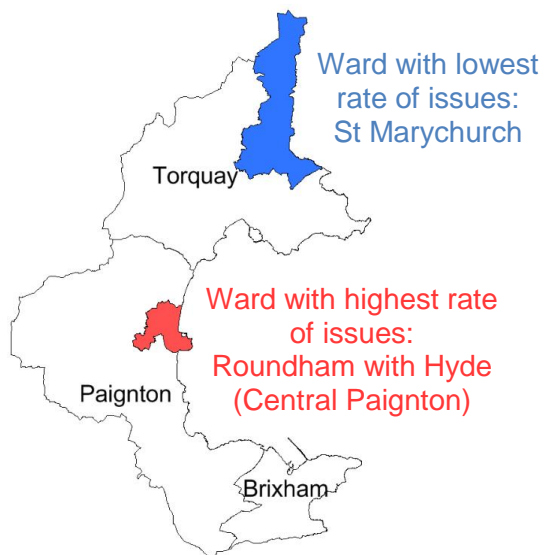 Ward with lowest
rate of issues:
St Marychurch
Torquay
Ward with highest rate
of issues:
Roundham with Hyde
(Central Paignton)
Paignton
Brixham